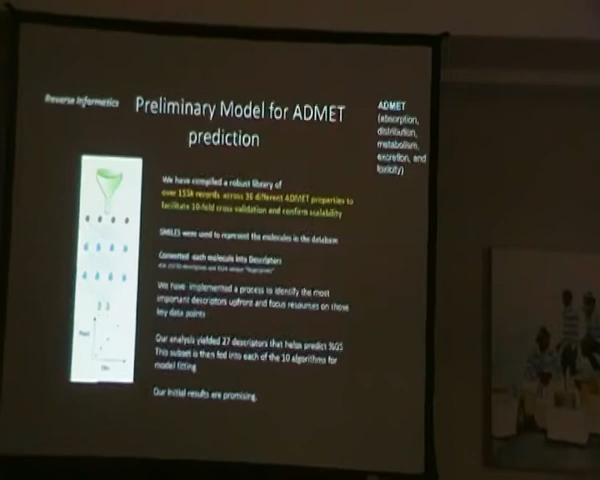 Reverse Informatics
Preliminary Model for ADMET
prediction
ADMET
(absorption,
distribution,
metabolism,
excretion, and
toxicity)
We have compiled a robust library of
over 155k records across 36 different ADMET properties to
facilitate 10-fold cross validation and confirm scalability
SMILES were used to represent the molecules in the database
Converted each molecule into Descriptors
We have implemented a process to identify the most
important descriptors upfront and focus resources on those
key data points
Our analysis yielded 27 descriptors that helps predict
This subset is then fed into each of the 10 algorithms for
model fitting
Our initial results are promising.